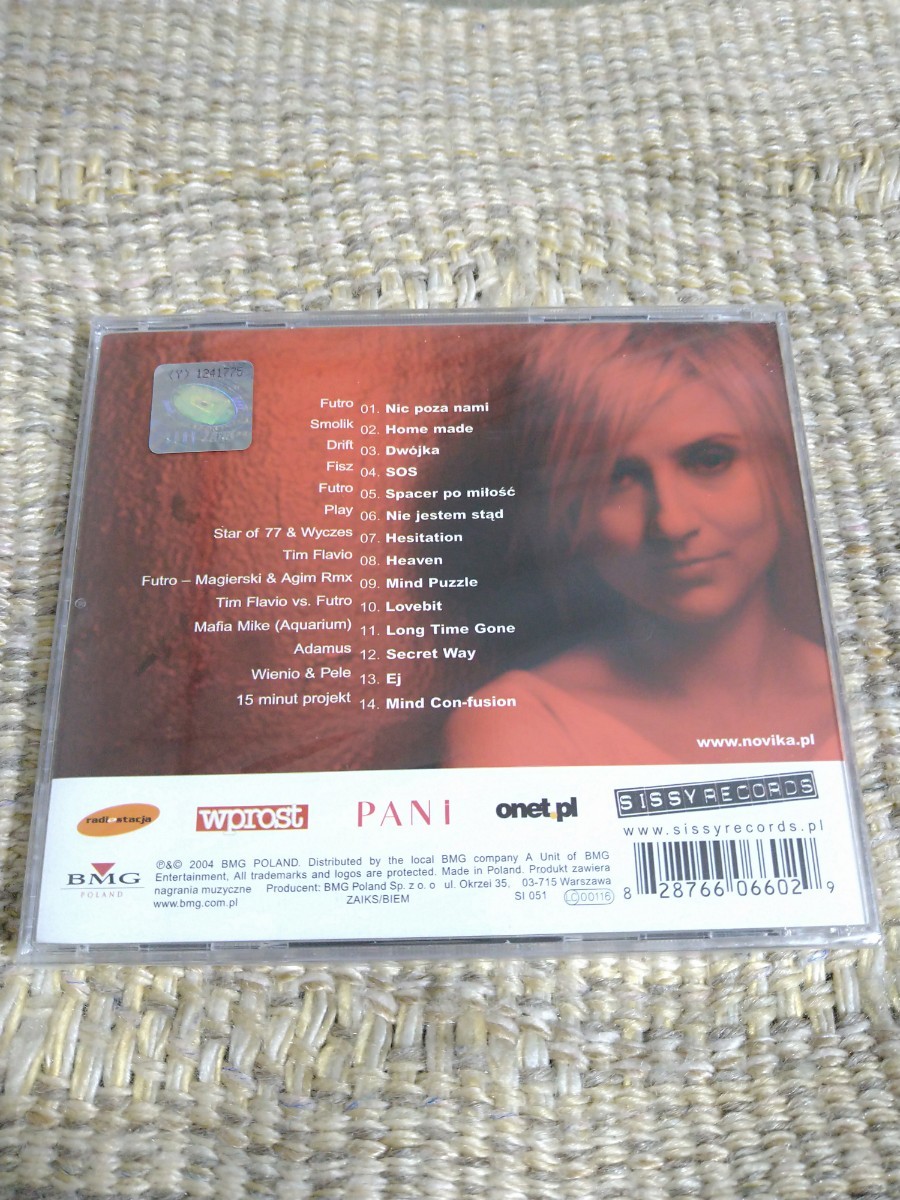 (Y) 1241775
Futro 01. Nic poza nami
Smolik 02. Home made
Drift 03. Dwójka
Fisz 04. SOS
Futro 05. Spacer po miłość
Play 06. Nie jestem stąd
Star of 77 & Wyczes 07. Hesitation
Tim Flavio 08. Heaven
Futro – Magierski & Agim Rmx 09. Mind Puzzle
Tim Flavio vs. Futro 10. Lovebit
Mafia Mike (Aquarium) 11. Long Time Gone
Adamus 12. Secret Way
Wienio & Pele 13. Ej
15 minut projekt 14. Mind Con-fusion
www.novika.pl
radiostacja
wprost
PANi
onet.pl
SISSYRECORDS
www.sissyrecords.pl
BMG
POLAND
℗&© 2004 BMG POLAND. Distributed by the local BMG company A Unit of BMG
Entertainment, All trademarks and logos are protected. Made in Poland. Produkt zawiera
nagrania muzyczne Producent: BMG Poland Sp. z o. o ul. Okrzei 35, 03-715 Warszawa
www.bmg.com.pl ZAIKS/BIEM SI 051 LC00116
8 28766 06602 9